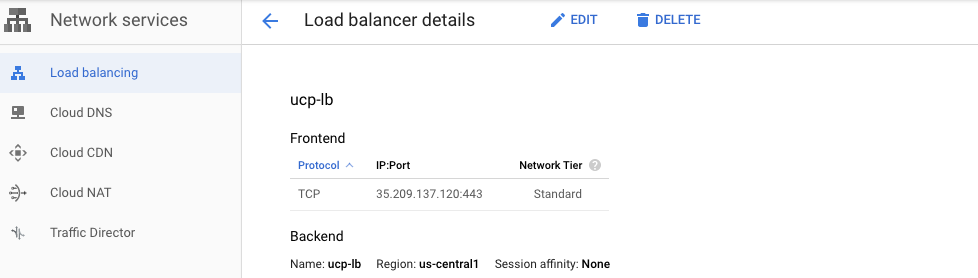 Network services
Load balancer details
EDIT
DELETE
Load balancing
Cloud DNS
Cloud CDN
Cloud NAT
Traffic Director
ucp-lb
Frontend
Protocol IP:Port Network Tier ?
TCP 35.209.137.120:443 Standard
Backend
Name: ucp-lb Region: us-central1 Session affinity: None